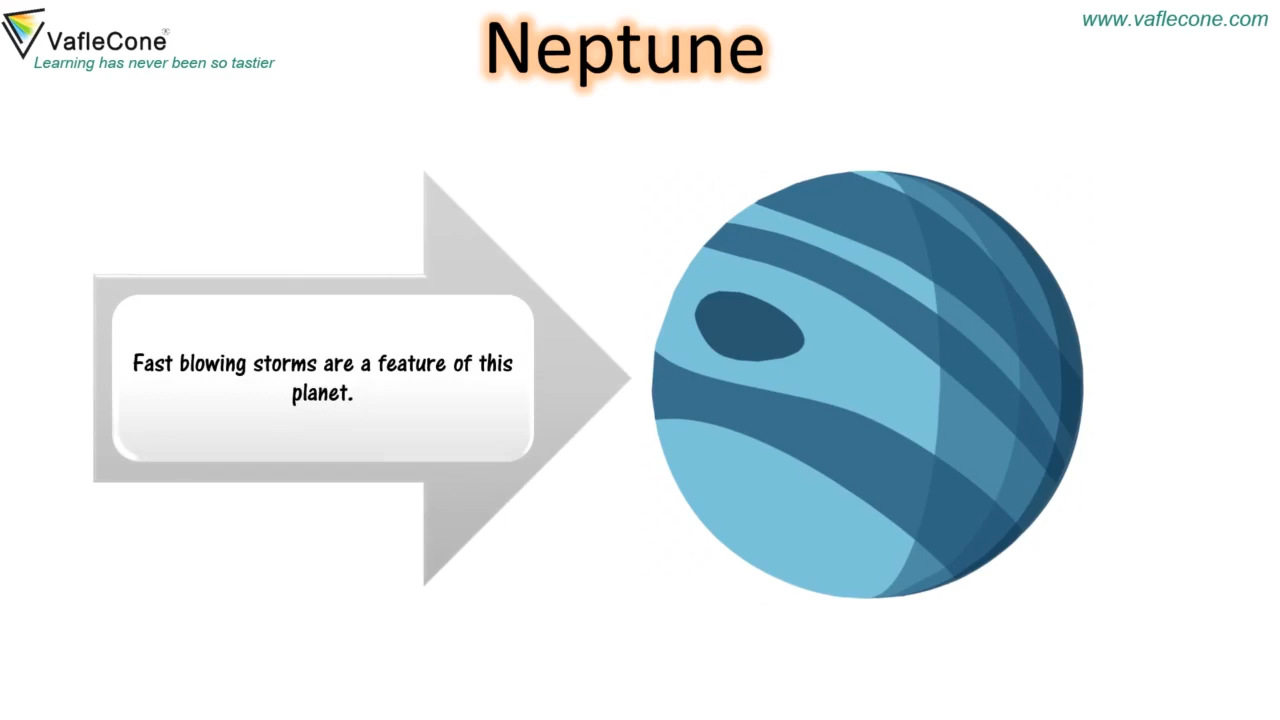 VafleCone®
Learning has never been so tastier
Neptune
www.vaflecone.com
Fast blowing storms are a feature of this
planet.